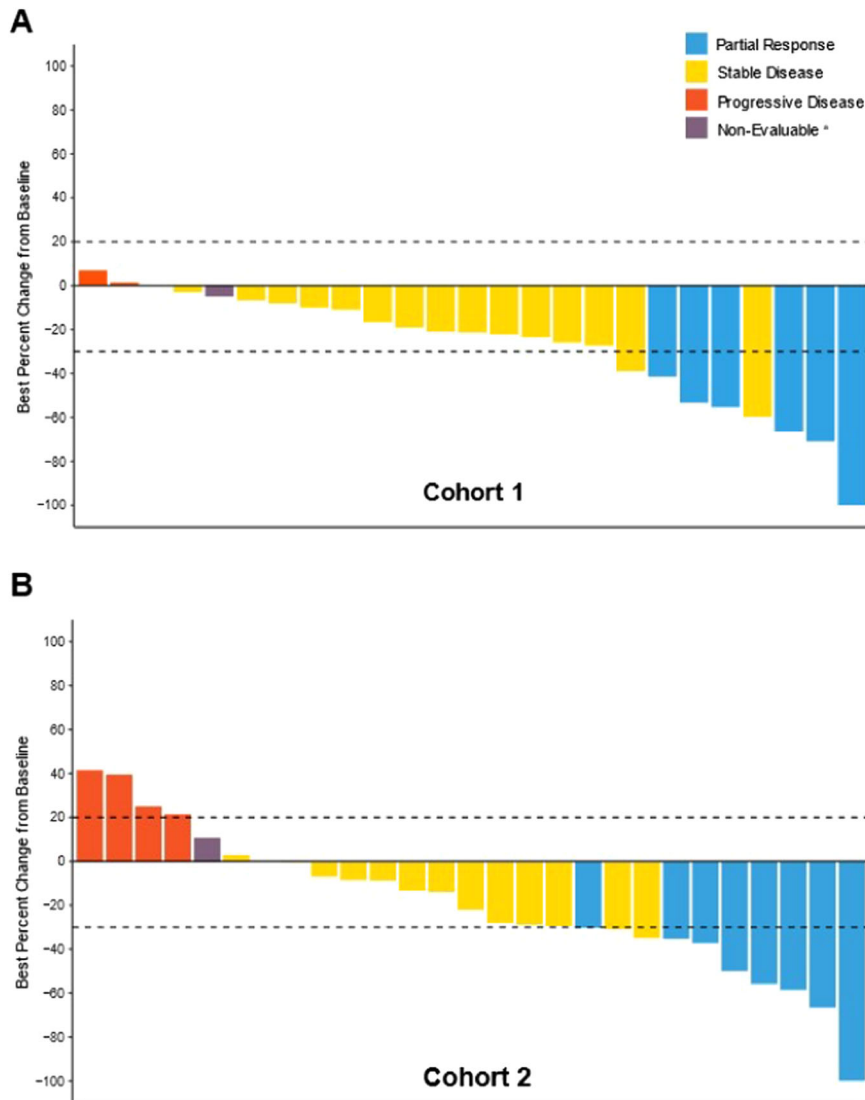 A
Partial Response
Stable Disease
Progressive Disease
Non-Evaluable *
Best Percent Change from Baseline
100
80
60
40
20
0
−20
−40
−60
−80
−100
Cohort 1
B
Best Percent Change from Baseline
100
80
60
40
20
0
−20
−40
−60
−80
−100
Cohort 2